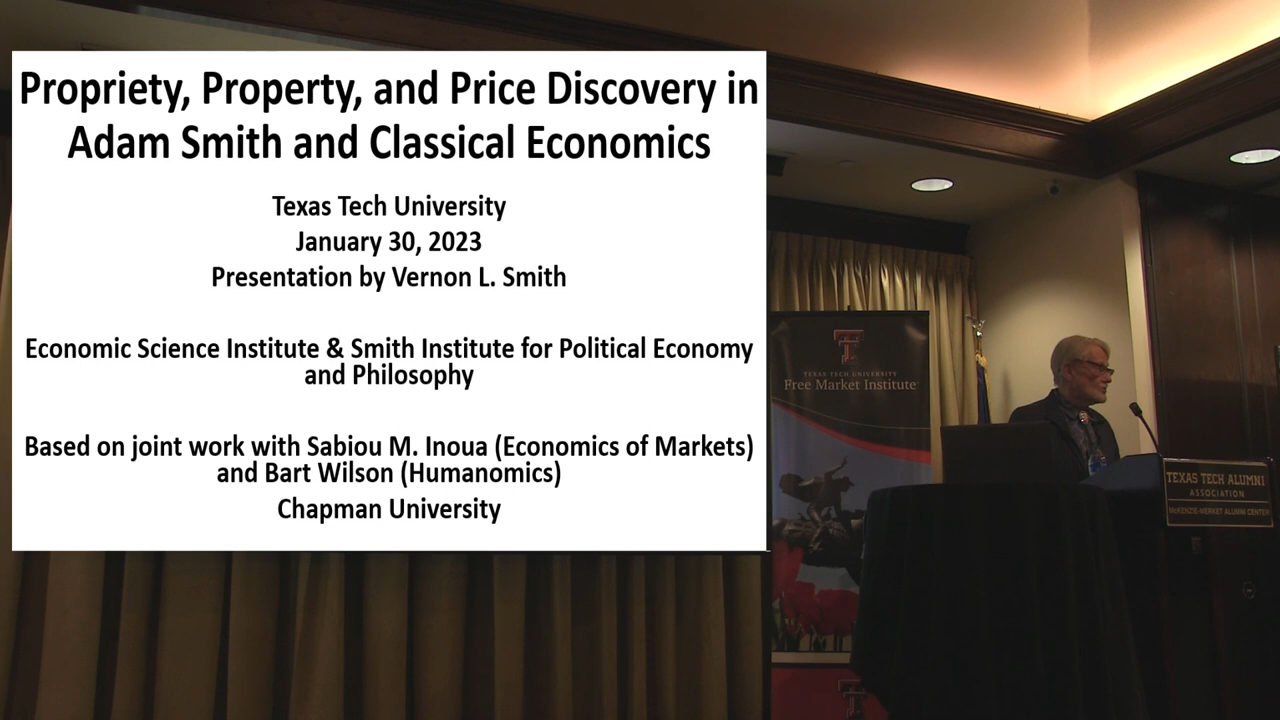 Propriety, Property, and Price Discovery in
Adam Smith and Classical Economics
Texas Tech University
January 30, 2023
Presentation by Vernon L. Smith
Economic Science Institute & Smith Institute for Political Economy
and Philosophy
Based on joint work with Sabiou M. Inoua (Economics of Markets)
and Bart Wilson (Humanomics)
Chapman University
TEXAS TECH UNIVERSITY
Free Market Institute
TEXAS TECH ALUMNI
ASSOCIATION
McKENZIE-MERKET ALUMNI CENTER